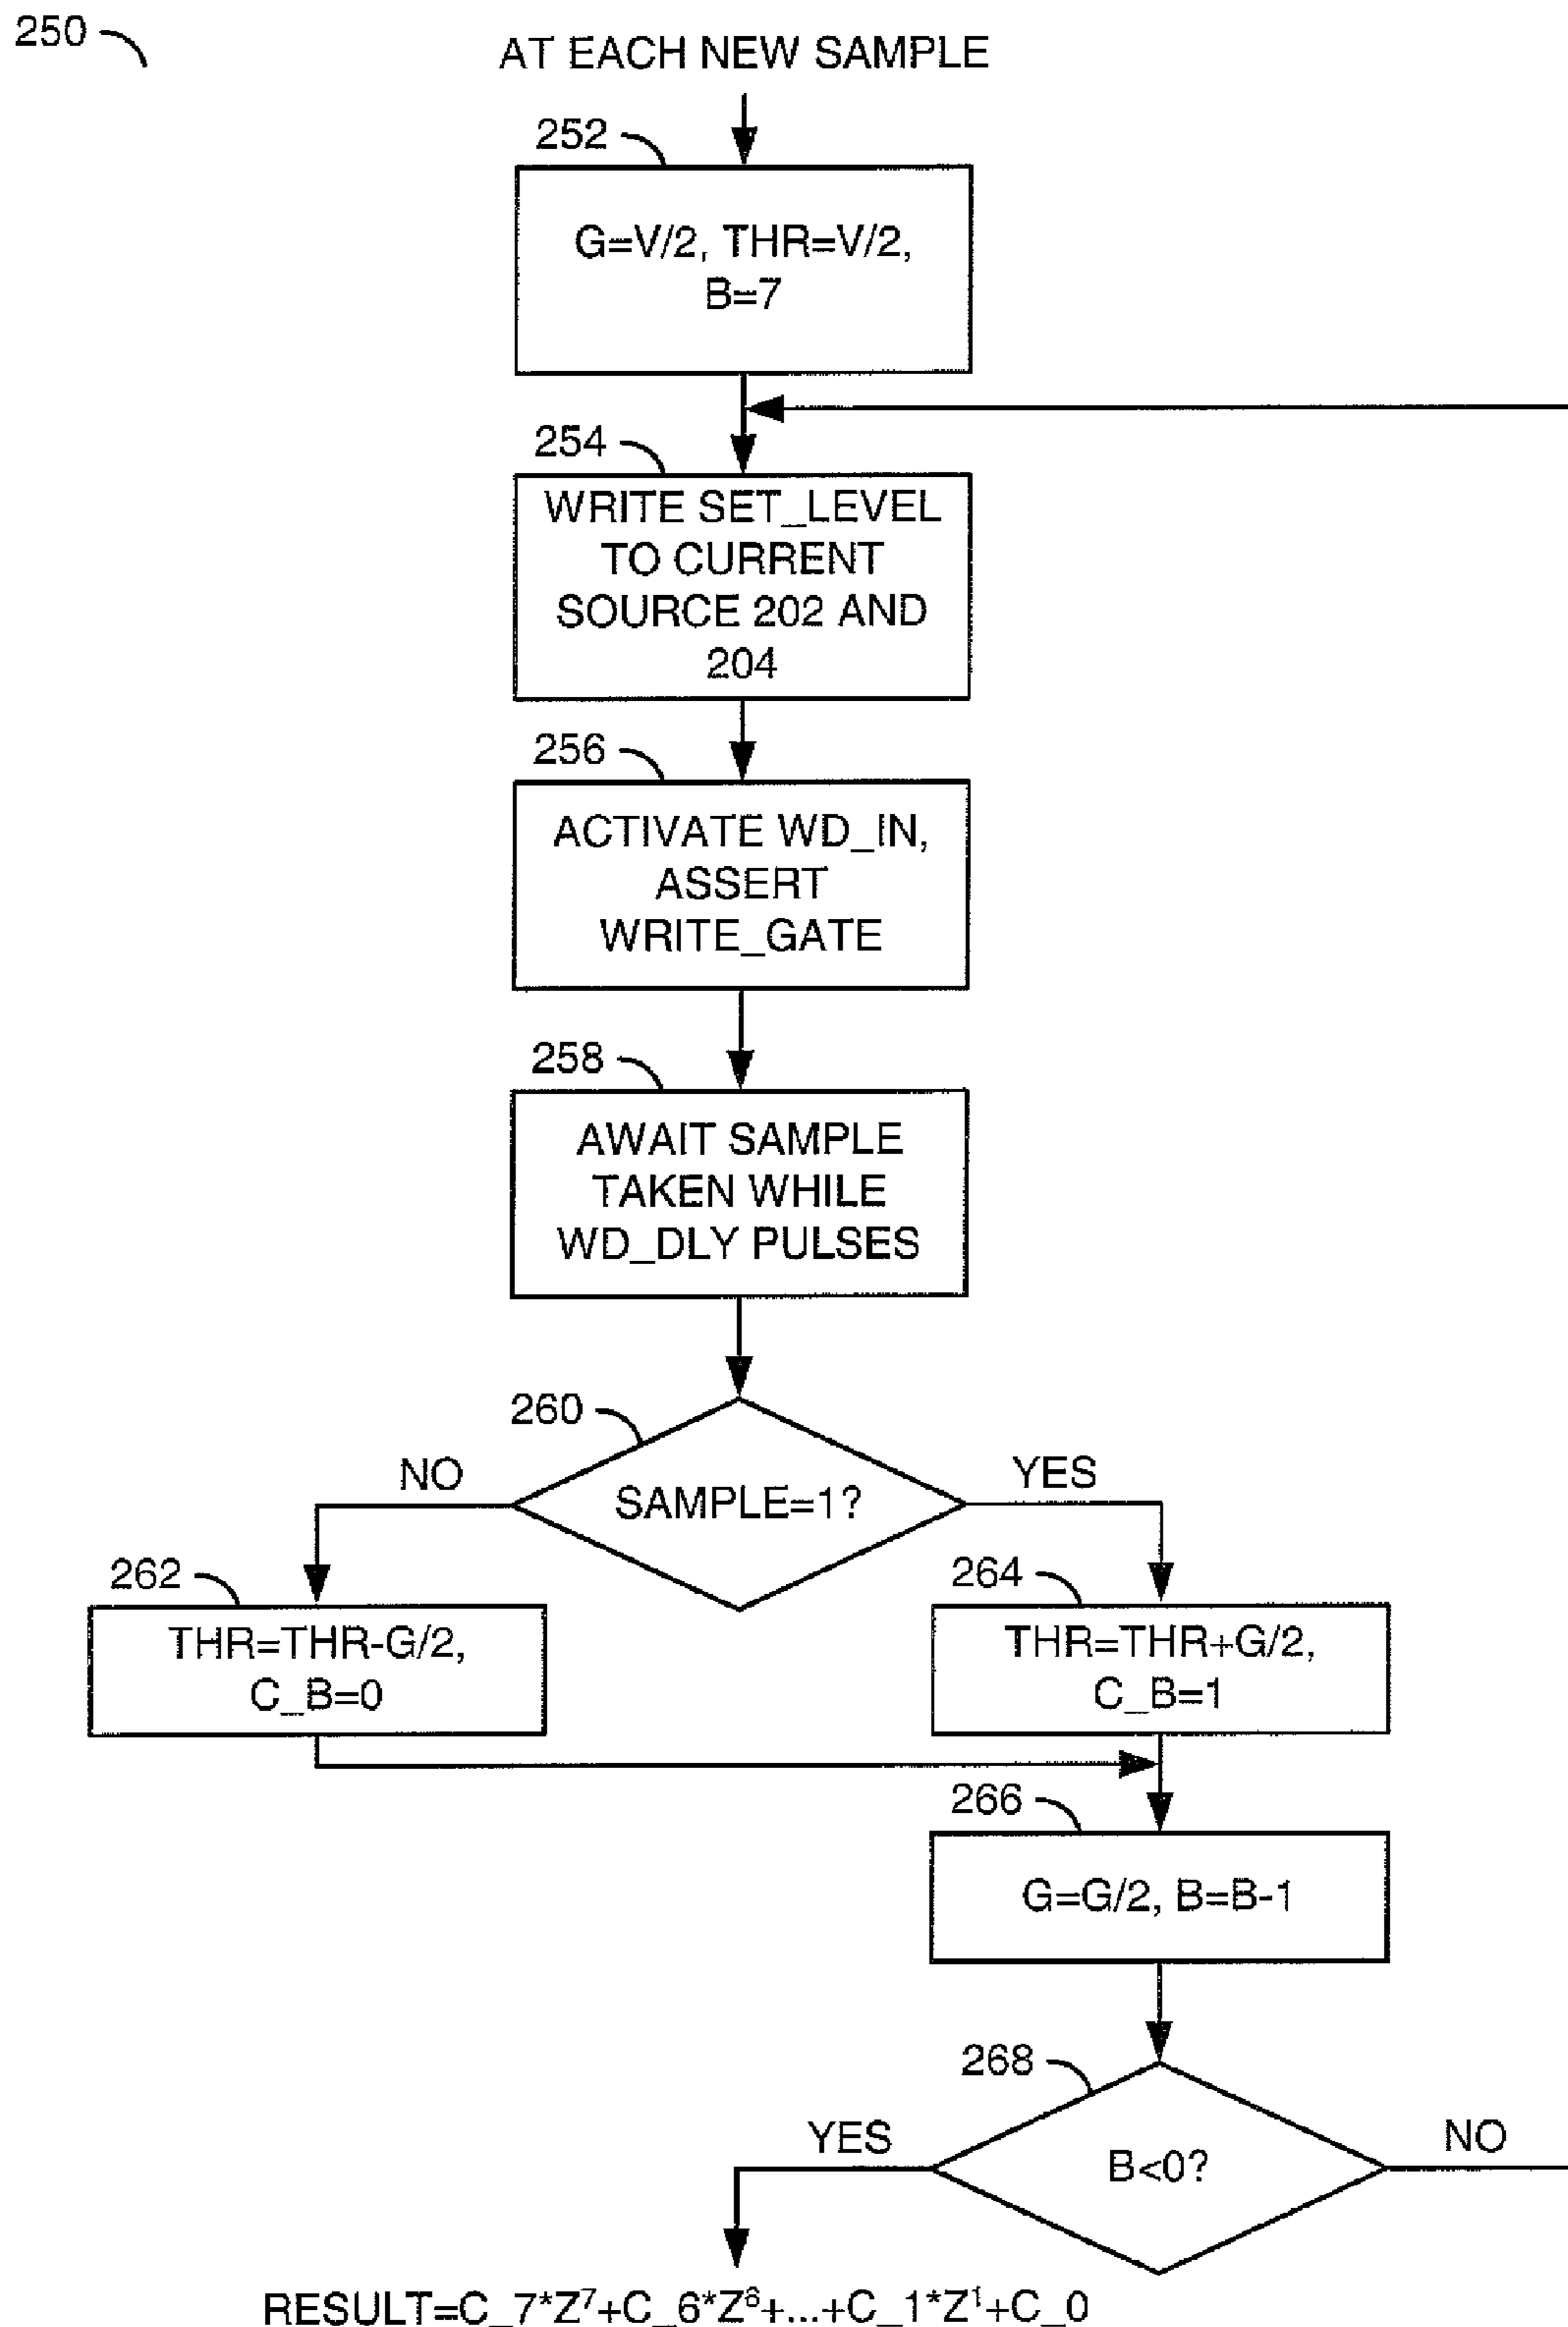 250
AT EACH NEW SAMPLE
252
G=V/2, THR=V/2,
B=7
254
WRITE SET_LEVEL
TO CURRENT
SOURCE 202 AND
204
256
ACTIVATE WD_IN,
ASSERT
WRITE_GATE
258
AWAIT SAMPLE
TAKEN WHILE
WD_DLY PULSES
260
NO
SAMPLE=1?
YES
262
THR=THR-G/2,
C_B=0
264
THR=THR+G/2,
C_B=1
266
G=G/2, B=B-1
268
YES
B<0?
NO
RESULT=C_7*Z⁷+C_6*Z⁶+...+C_1*Z¹+C_0